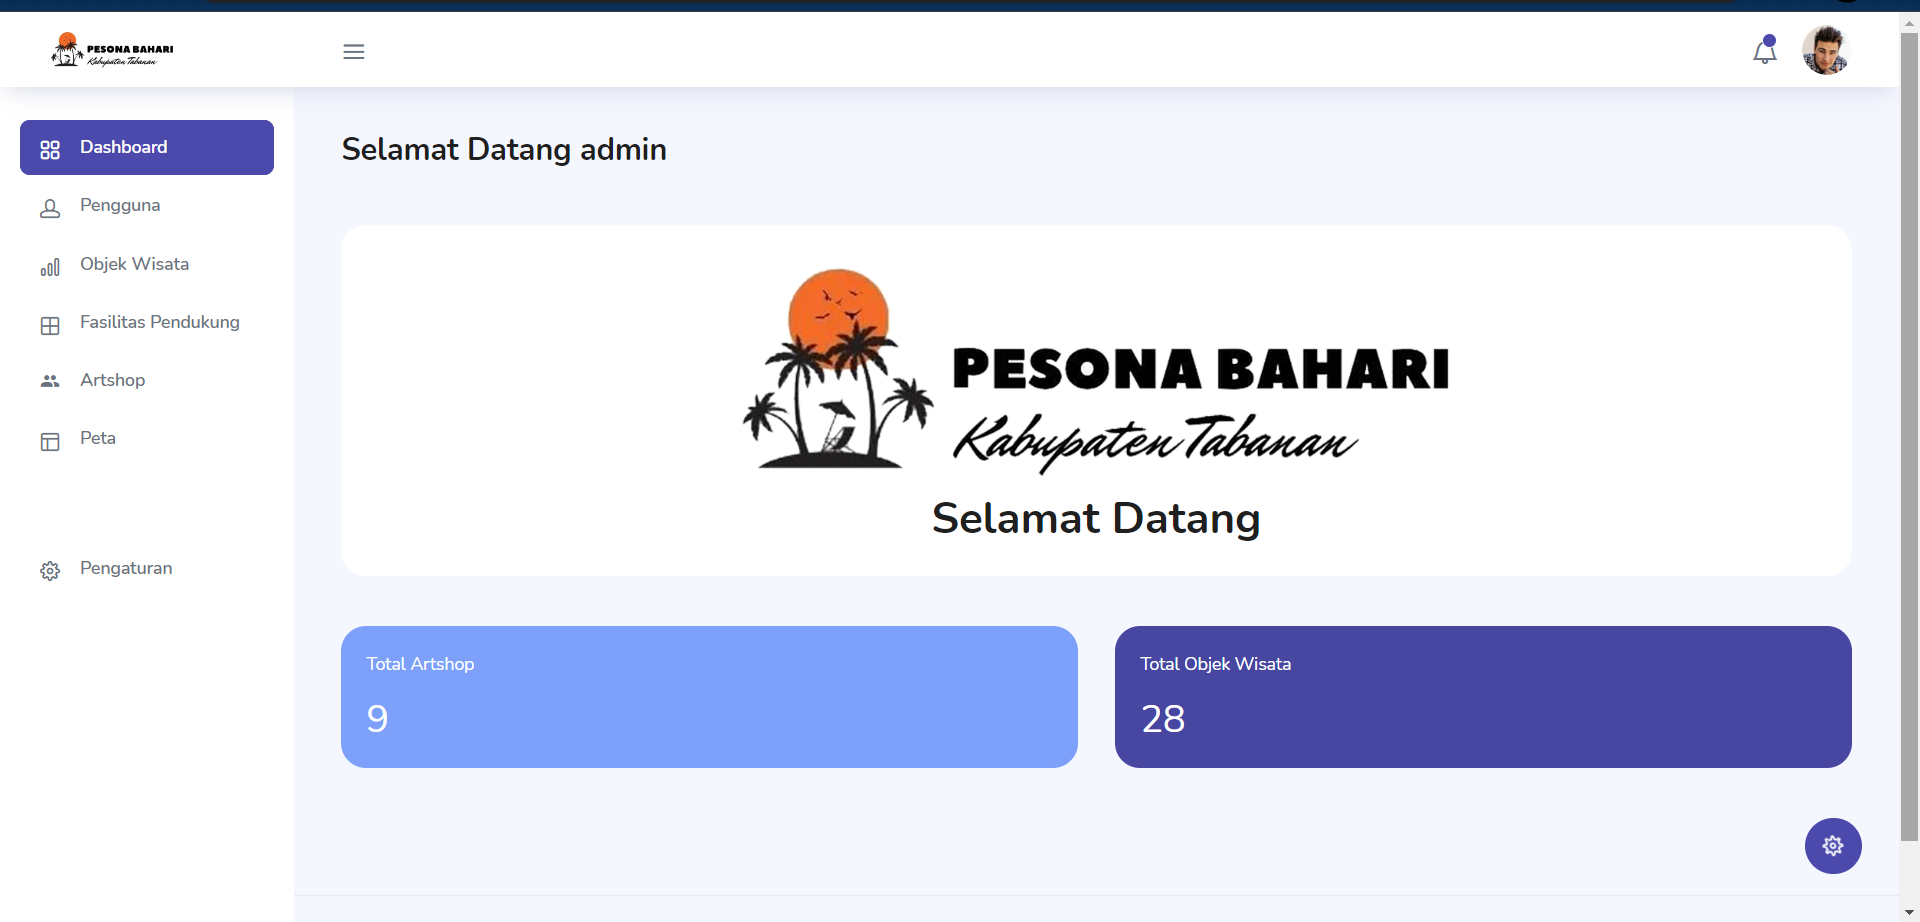 PESONA BAHARI
Kabupaten Tabanan
Dashboard
Pengguna
Objek Wisata
Fasilitas Pendukung
Artshop
Peta
Pengaturan
Selamat Datang admin
PESONA BAHARI
Kabupaten Tabanan
Selamat Datang
Total Artshop
9
Total Objek Wisata
28